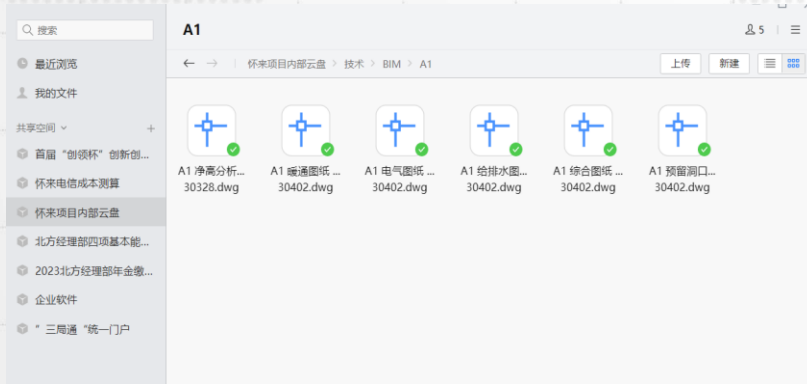 搜索
最近浏览
我的文件
共享空间
首届“创领杯”创新创...
怀来电信成本测算
怀来项目内部云盘
北方经理部四项基本能...
2023北方经理部年金缴...
企业软件
”三局通“统一门户
A1
5
怀来项目内部云盘 > 技术 > BIM > A1
上传
新建
A1 净高分析...
30328.dwg
A1 暖通图纸 ...
30402.dwg
A1 电气图纸 ...
30402.dwg
A1 给排水图...
30402.dwg
A1 综合图纸 ...
30402.dwg
A1 预留洞口...
30402.dwg